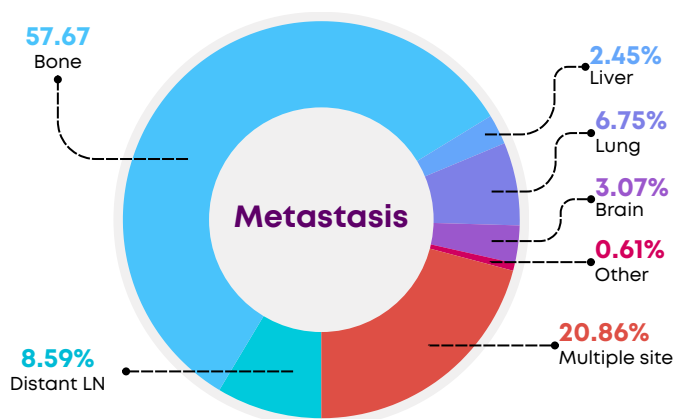 57.67
Bone
2.45%
Liver
6.75%
Lung
3.07%
Brain
0.61%
Other
20.86%
Multiple site
8.59%
Distant LN
Metastasis